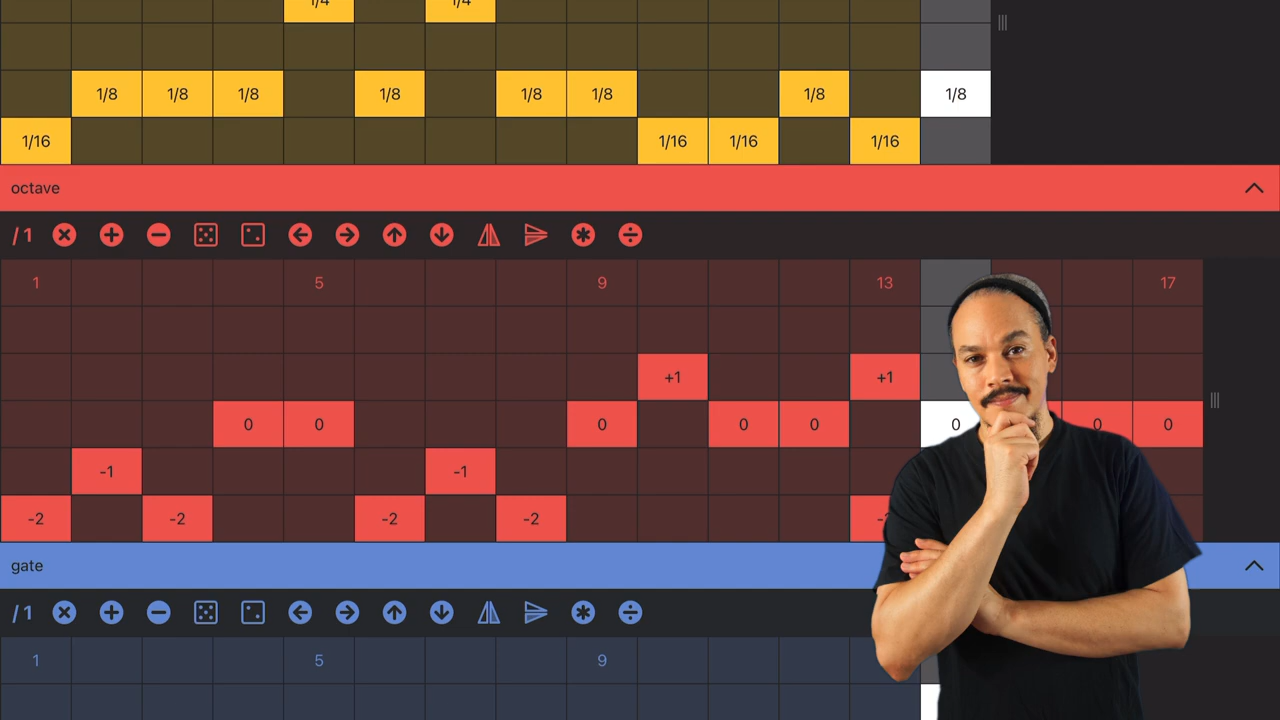 1/4 1/4
1/8 1/8 1/8 1/8 1/8 1/8 1/8 1/8
1/16 1/16 1/16 1/16
octave
/ 1
1 5 9 13 17
+1 +1
0 0 0 0 0 0 0 0
-1 -1
-2 -2 -2 -2
gate
/ 1
1 5 9